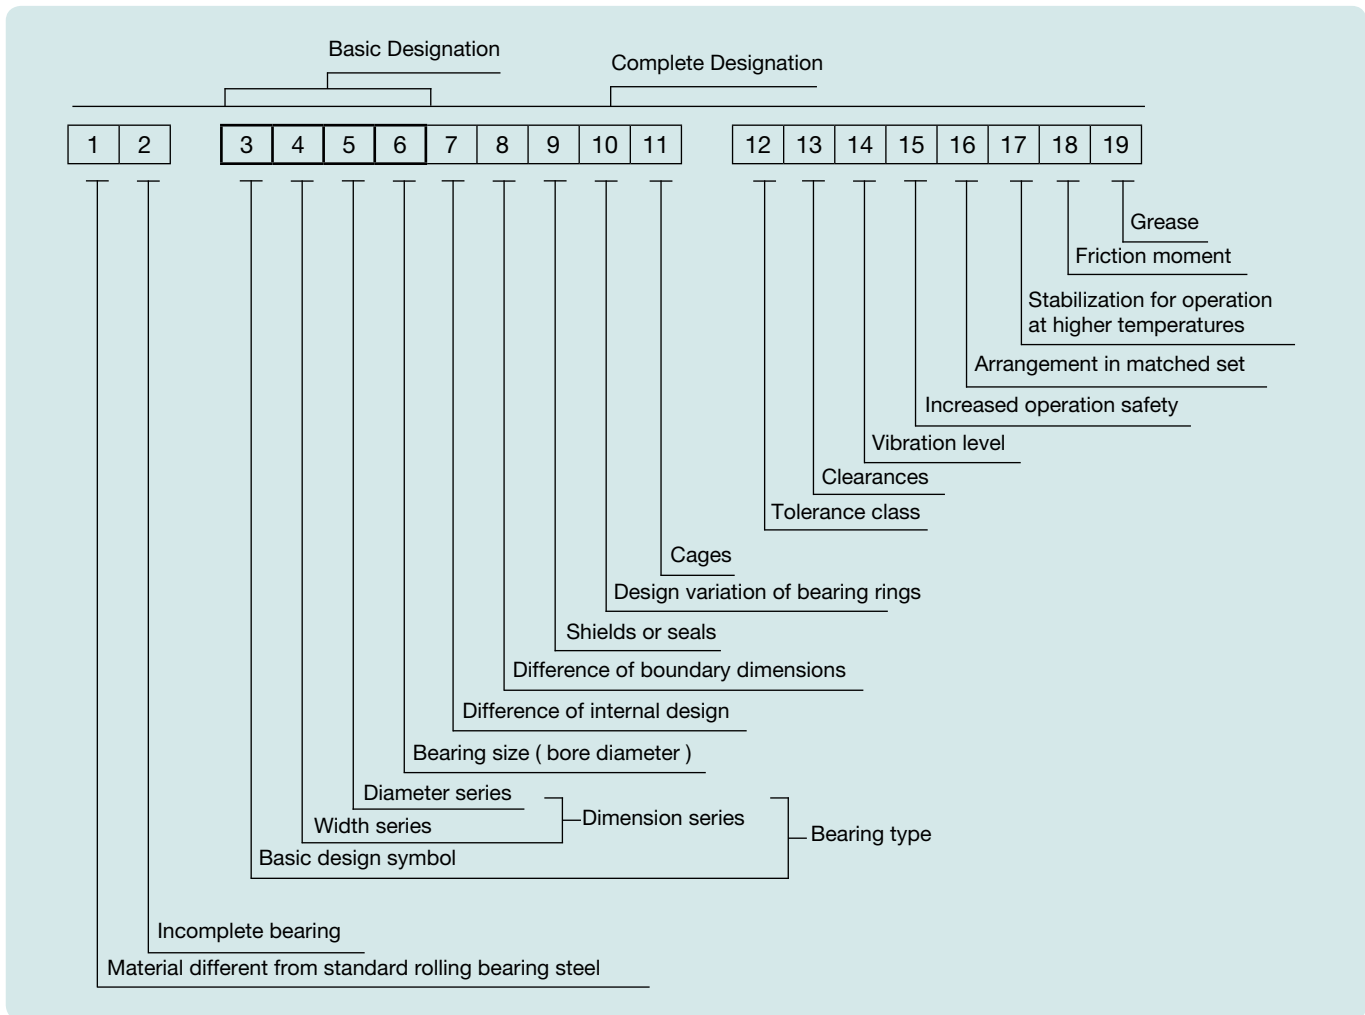 Basic Designation
Complete Designation
1 2 3 4 5 6 7 8 9 10 11 12 13 14 15 16 17 18 19
Grease
Friction moment
Stabilization for operation
at higher temperatures
Arrangement in matched set
Increased operation safety
Vibration level
Clearances
Tolerance class
Cages
Design variation of bearing rings
Shields or seals
Difference of boundary dimensions
Difference of internal design
Bearing size ( bore diameter )
Diameter series
Dimension series
Width series
Bearing type
Basic design symbol
Incomplete bearing
Material different from standard rolling bearing steel